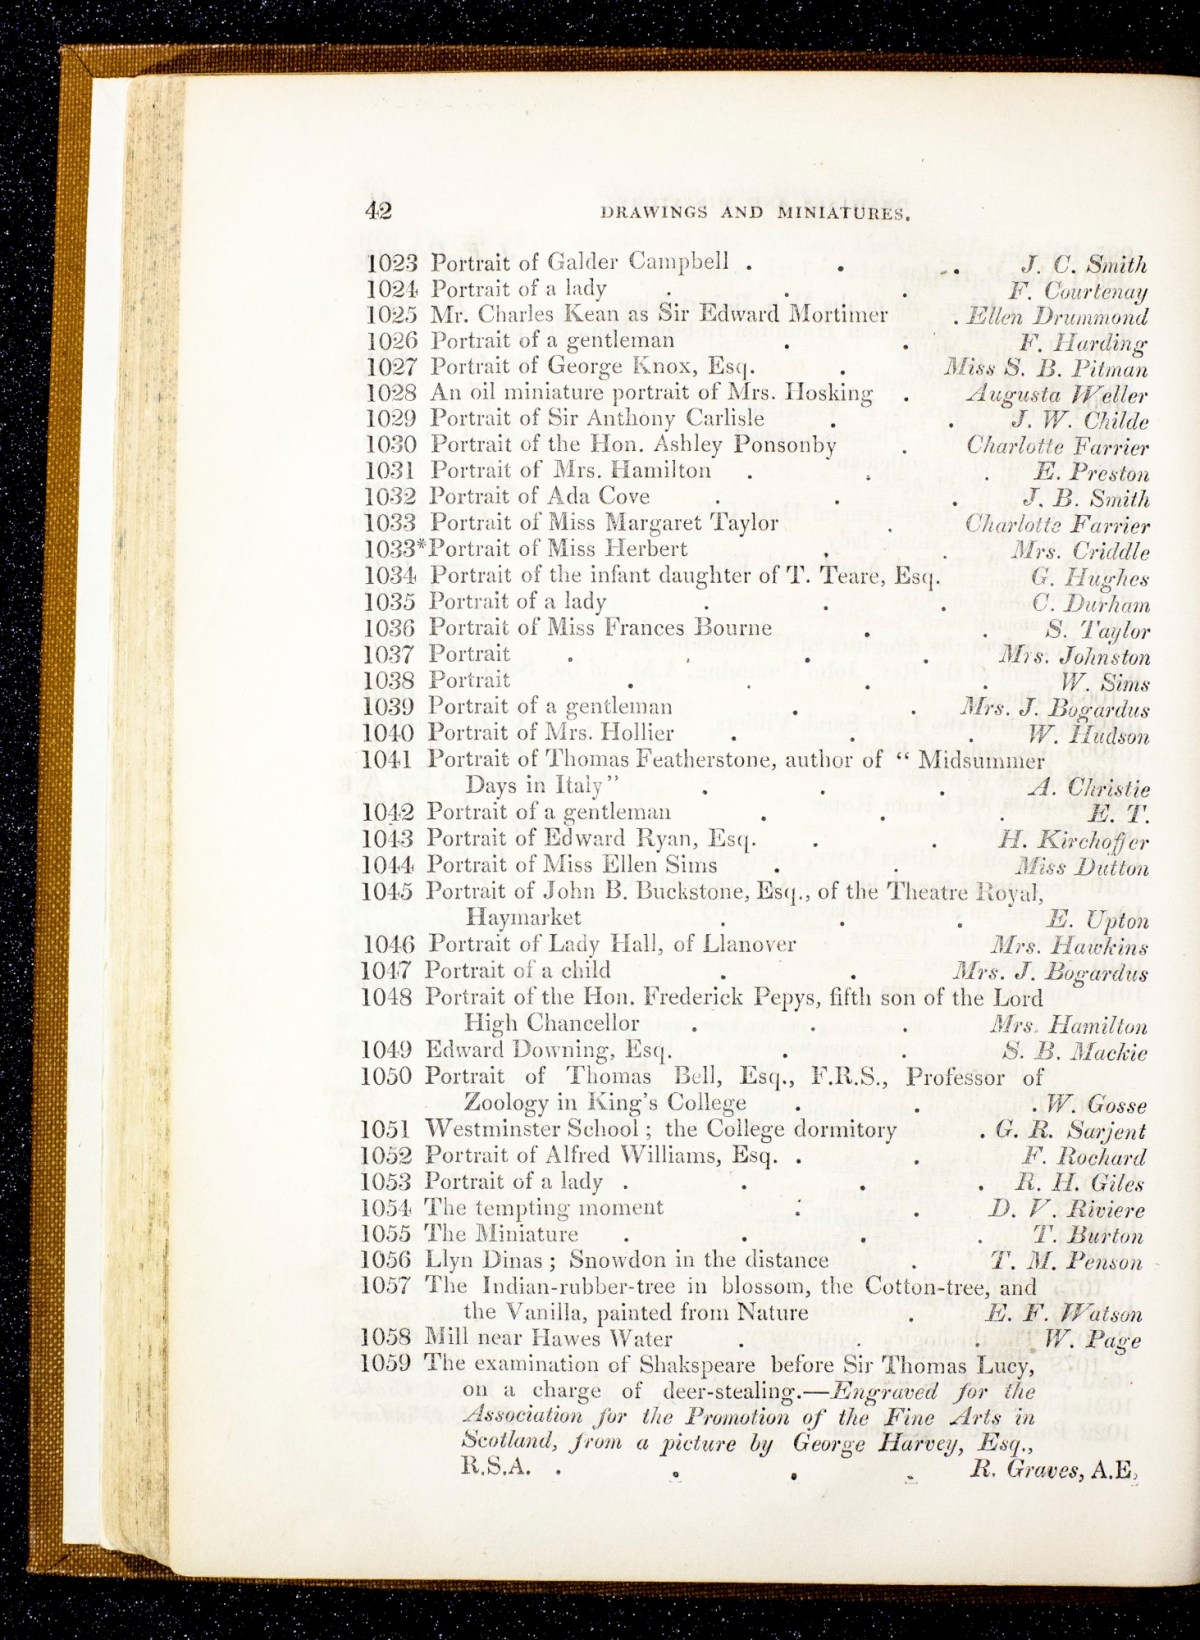 42 DRAWINGS AND MINIATURES.
1023 Portrait of Galder Campbell . . . J. C. Smith
1024 Portrait of a lady . . . F. Courtenay
1025 Mr. Charles Kean as Sir Edward Mortimer . Ellen Drummond
1026 Portrait of a gentleman . . F. Harding
1027 Portrait of George Knox, Esq. . Miss S. B. Pitman
1028 An oil miniature portrait of Mrs. Hosking . Augusta Weller
1029 Portrait of Sir Anthony Carlisle . . J. W. Childe
1030 Portrait of the Hon. Ashley Ponsonby . Charlotte Farrier
1031 Portrait of Mrs. Hamilton . . . E. Preston
1032 Portrait of Ada Cove . . . J. B. Smith
1033 Portrait of Miss Margaret Taylor . Charlotte Farrier
1033*Portrait of Miss Herbert . . Mrs. Criddle
1034 Portrait of the infant daughter of T. Teare, Esq. G. Hughes
1035 Portrait of a lady . . . C. Durham
1036 Portrait of Miss Frances Bourne . . S. Taylor
1037 Portrait . . . . Mrs. Johnston
1038 Portrait . . . . W. Sims
1039 Portrait of a gentleman . . Mrs. J. Bogardus
1040 Portrait of Mrs. Hollier . . . W. Hudson
1041 Portrait of Thomas Featherstone, author of “ Midsummer
Days in Italy” . . . A. Christie
1042 Portrait of a gentleman . . . E. T.
1043 Portrait of Edward Ryan, Esq. . . H. Kirchoffer
1044 Portrait of Miss Ellen Sims . . Miss Dutton
1045 Portrait of John B. Buckstone, Esq., of the Theatre Royal,
Haymarket . . . E. Upton
1046 Portrait of Lady Hall, of Llanover Mrs. Hawkins
1047 Portrait of a child . . Mrs. J. Bogardus
1048 Portrait of the Hon. Frederick Pepys, fifth son of the Lord
High Chancellor . . . Mrs. Hamilton
1049 Edward Downing, Esq. . . S. B. Mackie
1050 Portrait of Thomas Bell, Esq., F.R.S., Professor of
Zoology in King's College . . . W. Gosse
1051 Westminster School ; the College dormitory . G. R. Sarjent
1052 Portrait of Alfred Williams, Esq. . . F. Rochard
1053 Portrait of a lady . . . . R. H. Giles
1054 The tempting moment . . D. V. Riviere
1055 The Miniature . . . . T. Burton
1056 Llyn Dinas ; Snowdon in the distance . T. M. Penson
1057 The Indian-rubber-tree in blossom, the Cotton-tree, and
the Vanilla, painted from Nature . E. F. Watson
1058 Mill near Hawes Water . . . W. Page
1059 The examination of Shakspeare before Sir Thomas Lucy,
on a charge of deer-stealing.—Engraved for the
Association for the Promotion of the Fine Arts in
Scotland, from a picture by George Harvey, Esq.,
R.S.A. . . . . R. Graves, A.E.